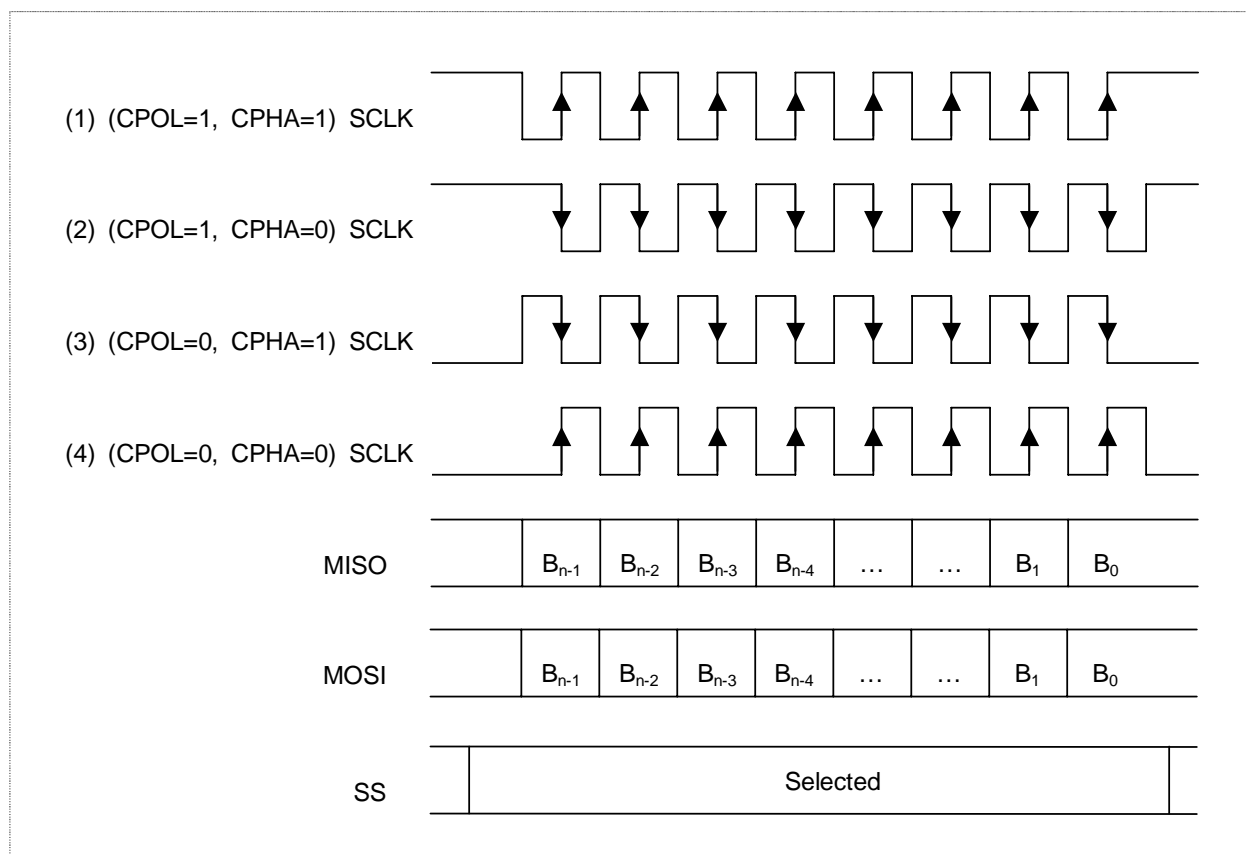 (1) (CPOL=1, CPHA=1) SCLK
(2) (CPOL=1, CPHA=0) SCLK
(3) (CPOL=0, CPHA=1) SCLK
(4) (CPOL=0, CPHA=0) SCLK
MISO Bn-1 Bn-2 Bn-3 Bn-4 … … B1 B0
MOSI Bn-1 Bn-2 Bn-3 Bn-4 … … B1 B0
SS Selected